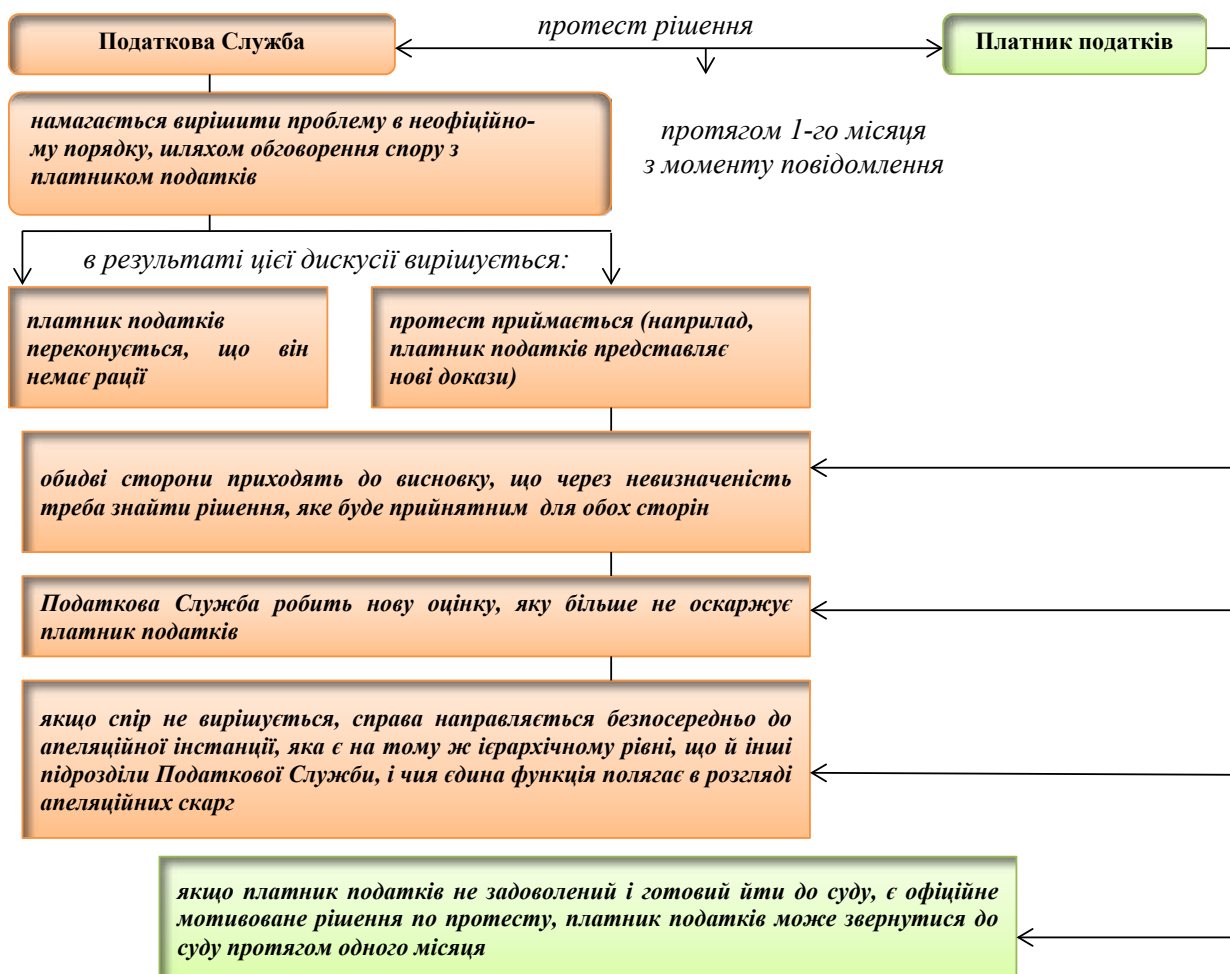 Податкова Служба
протест рішення
Платник податків
намагається вирішити проблему в неофіційно-
му порядку, шляхом обговорення спору з
платником податків
протягом 1-го місяця
з моменту повідомлення
в результаті цієї дискусії вирішується:
платник податків
переконується, що він
немає рації
протест приймається (наприлад,
платник податків представляє
нові докази)
обидві сторони приходять до висновку, що через невизначеність
треба знайти рішення, яке буде прийнятним для обох сторін
Податкова Служба робить нову оцінку, яку більше не оскаржує
платник податків
якщо спір не вирішується, справа направляється безпосередньо до
апеляційної інстанції, яка є на тому ж ієрархічному рівні, що й інші
підрозділи Податкової Служби, і чия єдина функція полягає в розгляді
апеляційних скарг
якщо платник податків не задоволений і готовий йти до суду, є офіційне
мотивоване рішення по протесту, платник податків може звернутися до
суду протягом одного місяця